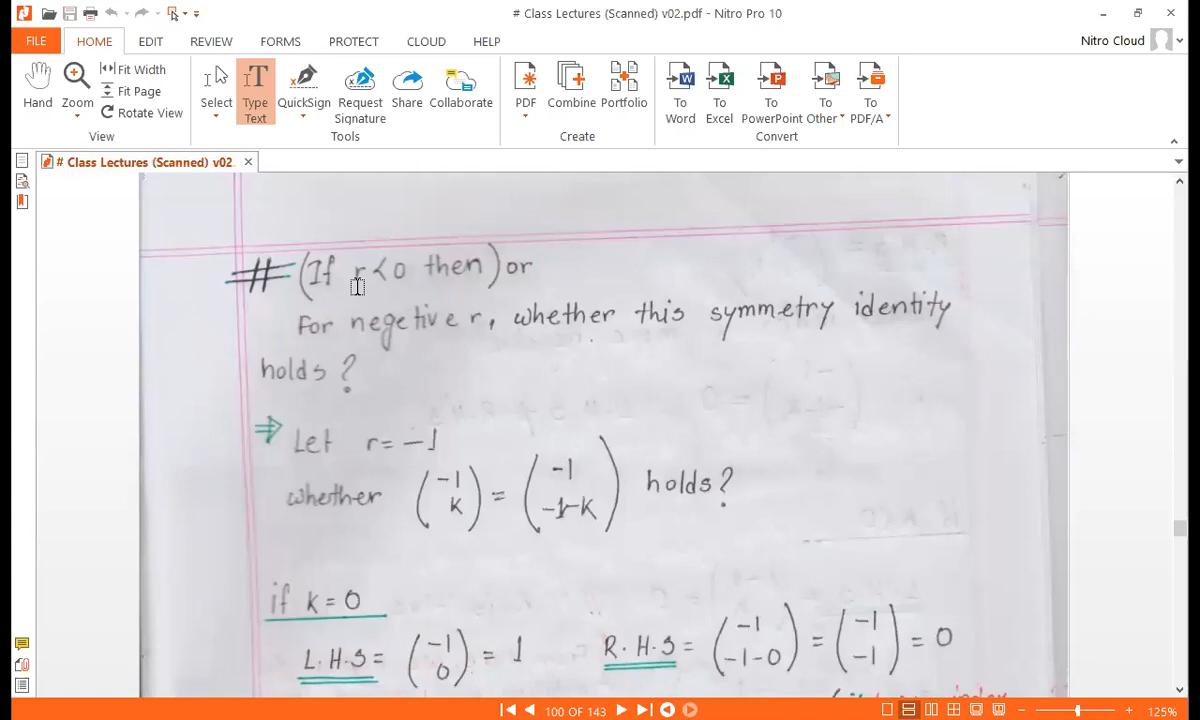 # Class Lectures (Scanned) v02.pdf - Nitro Pro 10
FILE HOME EDIT REVIEW FORMS PROTECT CLOUD HELP Nitro Cloud
Hand Zoom Fit Width Fit Page Rotate View Select Type Text QuickSign Request Signature Share Collaborate PDF Combine Portfolio To Word To Excel To PowerPoint To Other To PDF/A
View Tools Create Convert
# Class Lectures (Scanned) v02
# (If r<0 then) or
For negetive r, whether this symmetry identity
holds?
⇒ Let r= -1
whether (-1 K) = (-1 -1-K) holds?
if K=0
L.H.S = (-1 0) = 1 R.H.S = (-1 -1-0) = (-1 -1) = 0
100 OF 143 125%